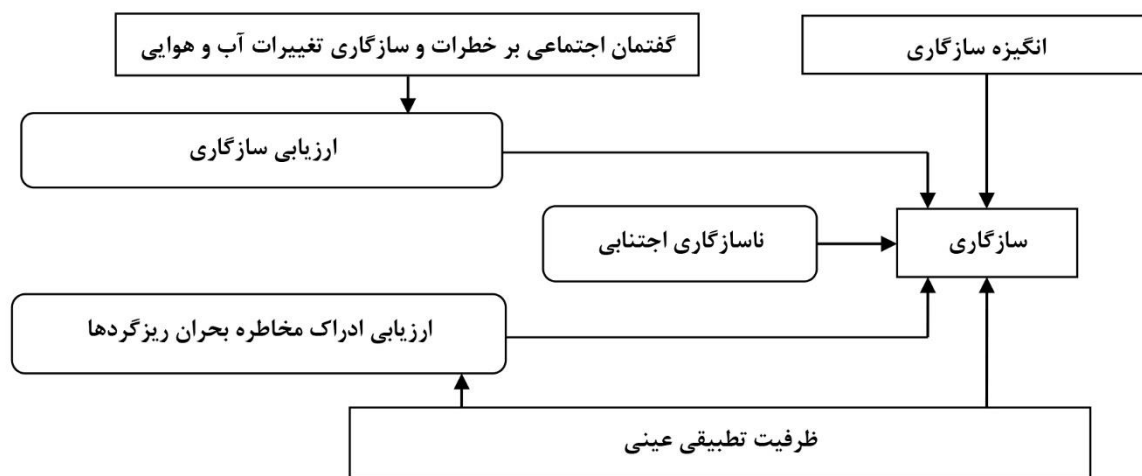 گفتمان اجتماعی بر خطرات و سازگاری تغییرات آب و هوایی
انگیزه سازگاری
ارزیابی سازگاری
ناسازگاری اجتنابی
سازگاری
ارزیابی ادراک مخاطره بحران ریزگردها
ظرفیت تطبیقی عینی